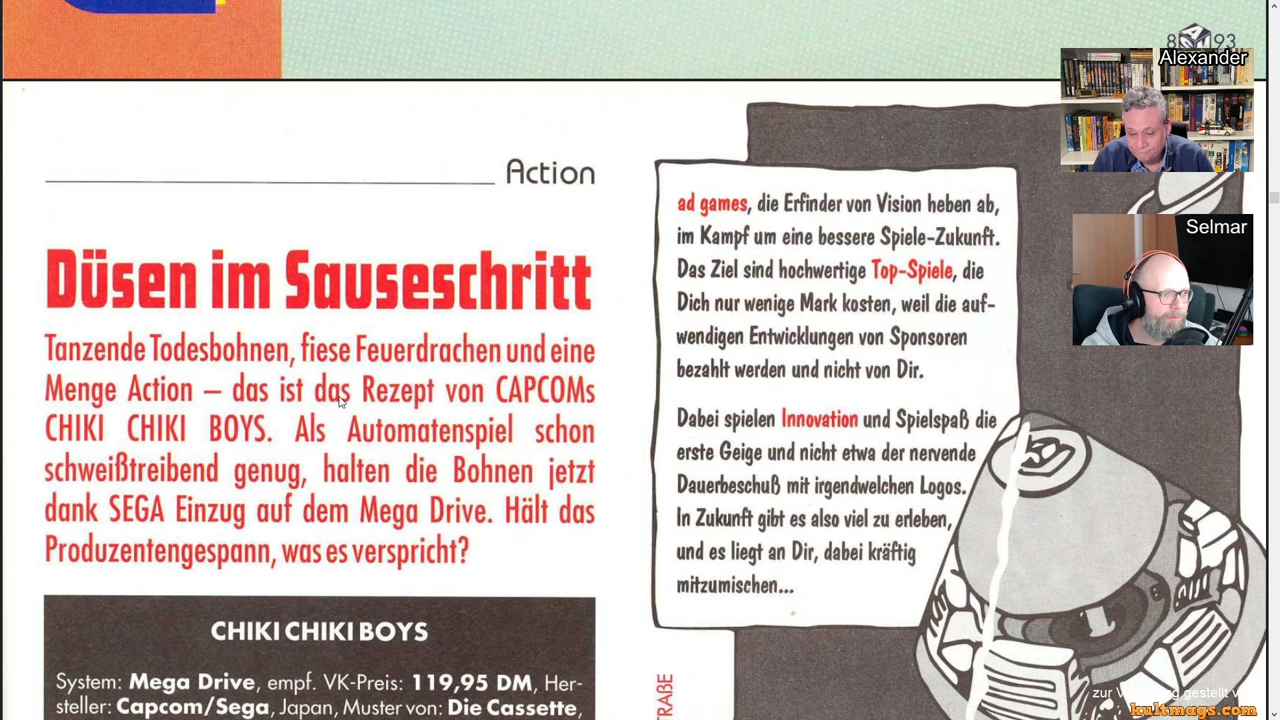 8 93
Alexander
Selmar
Action
Düsen im Sauseschritt
Tanzende Todesbohnen, fiese Feuerdrachen und eine
Menge Action – das ist das Rezept von CAPCOMs
CHIKI CHIKI BOYS. Als Automatenspiel schon
schweißtreibend genug, halten die Bohnen jetzt
dank SEGA Einzug auf dem Mega Drive. Hält das
Produzentengespann, was es verspricht?
CHIKI CHIKI BOYS
System: Mega Drive, empf. VK-Preis: 119,95 DM, Her-
steller: Capcom/Sega, Japan, Muster von: Die Cassette,
ad games, die Erfinder von Vision heben ab,
im Kampf um eine bessere Spiele-Zukunft.
Das Ziel sind hochwertige Top-Spiele, die
Dich nur wenige Mark kosten, weil die auf-
wendigen Entwicklungen von Sponsoren
bezahlt werden und nicht von Dir.
Dabei spielen Innovation und Spielspaß die
erste Geige und nicht etwa der nervende
Dauerbeschuß mit irgendwelchen Logos.
In Zukunft gibt es also viel zu erleben,
und es liegt an Dir, dabei kräftig
mitzumischen...
TRAßE
1
zur V gestellt v
kultmags.com